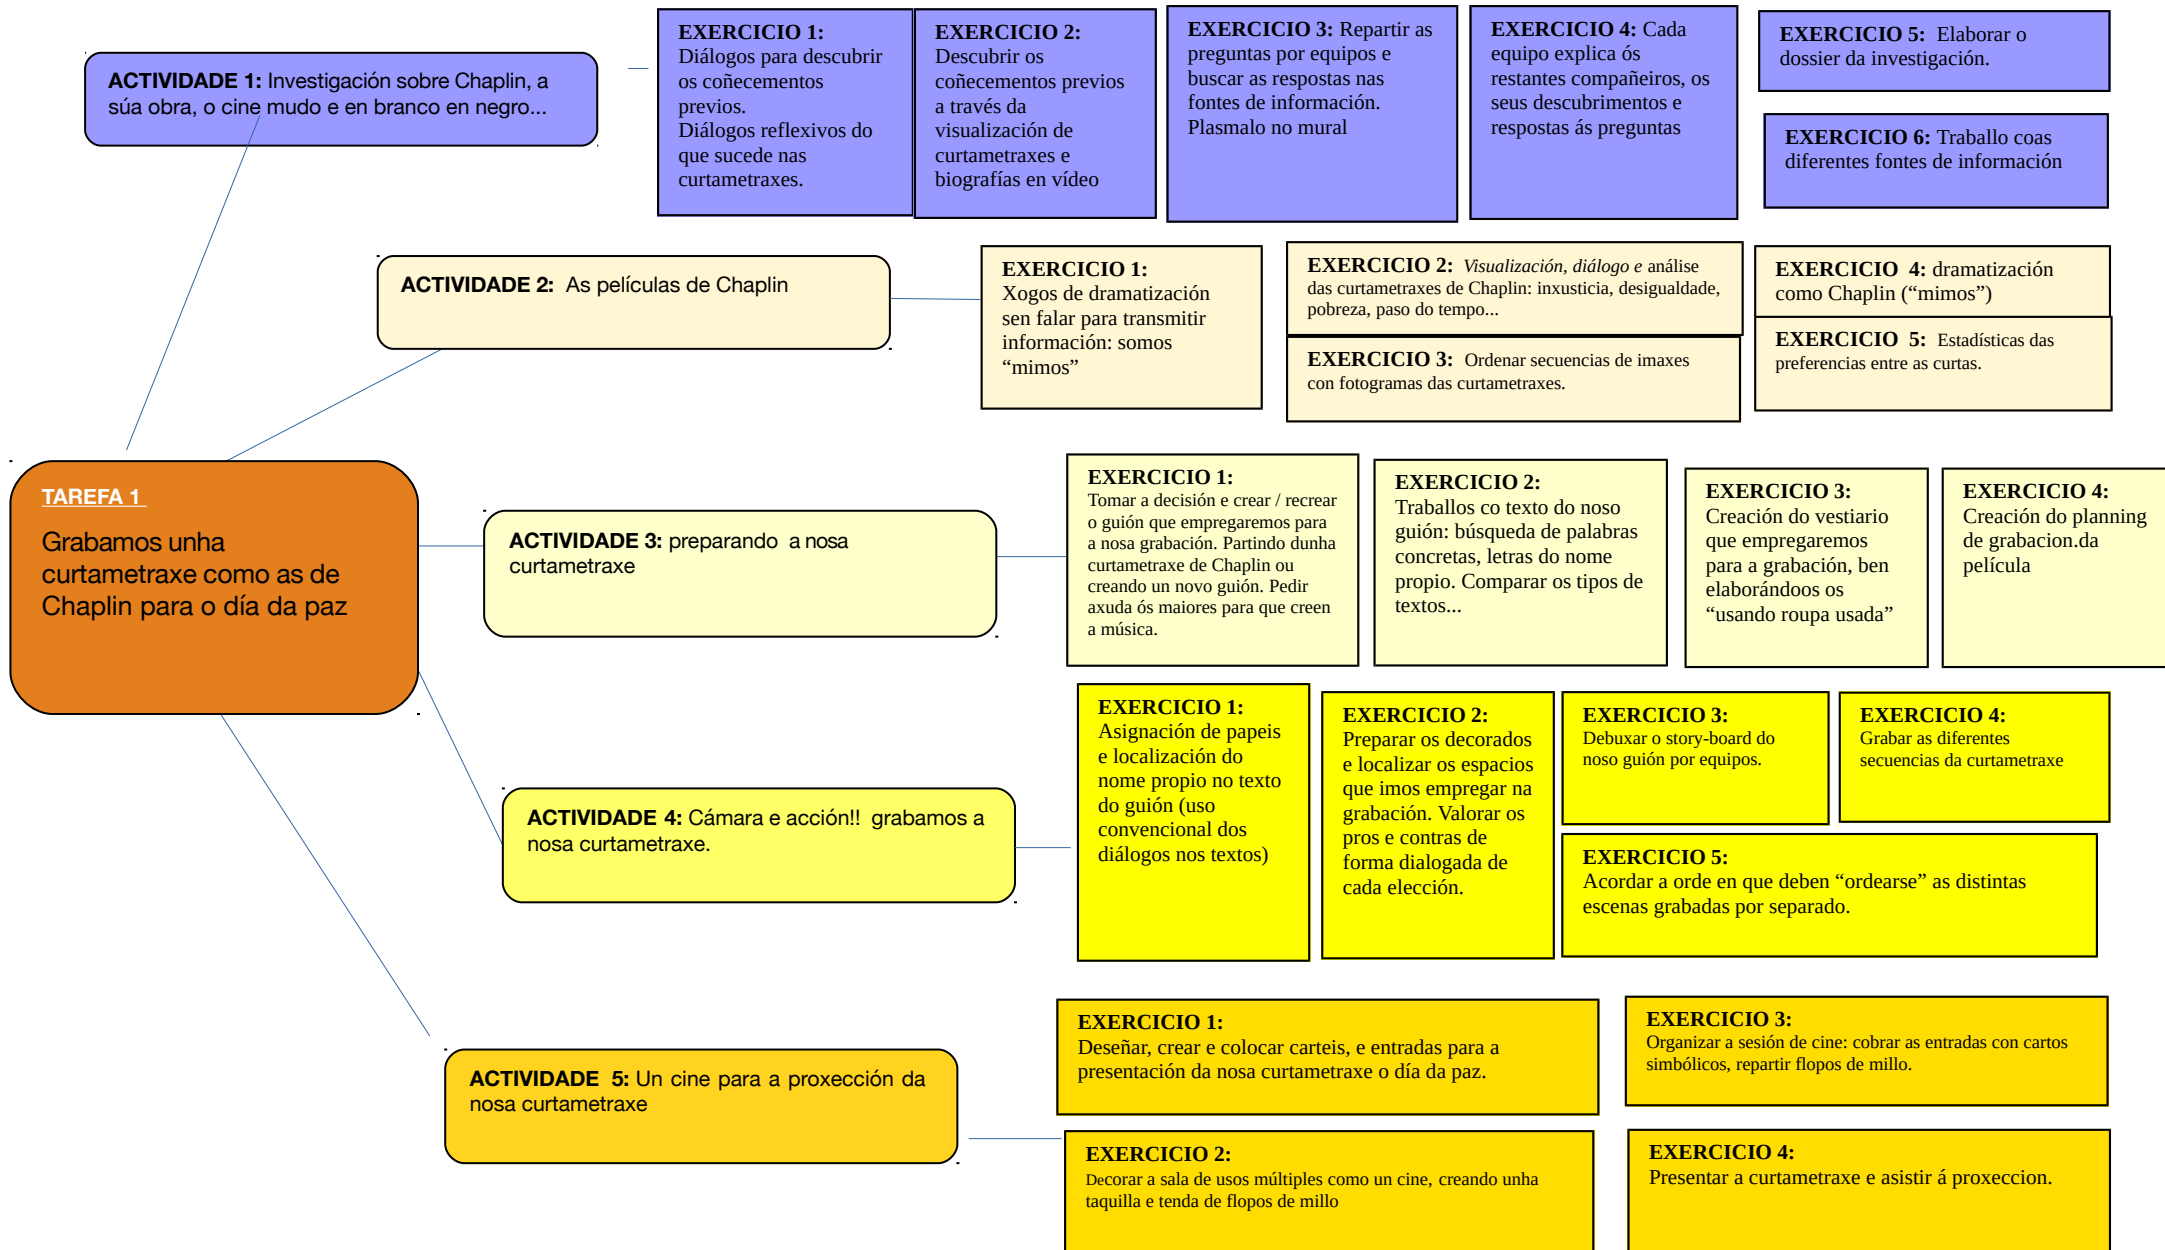 ACTIVIDADE 1: Investigación sobre Chaplin, a
súa obra, o cine mudo e en branco en negro...
EXERCICIO 1:
Diálogos para descubrir
os coñecementos
previos.
Diálogos reflexivos do
que sucede nas
curtametraxes.
EXERCICIO 2:
Descubrir os
coñecementos previos
a través da
visualización de
curtametraxes e
biografías en vídeo
EXERCICIO 3: Repartir as
preguntas por equipos e
buscar as respostas nas
fontes de información.
Plasmalo no mural
EXERCICIO 4: Cada
equipo explica ós
restantes compañeiros, os
seus descubrimentos e
respostas ás preguntas
EXERCICIO 5: Elaborar o
dossier da investigación.
EXERCICIO 6: Traballo coas
diferentes fontes de información
ACTIVIDADE 2: As películas de Chaplin
EXERCICIO 1:
Xogos de dramatización
sen falar para transmitir
información: somos
“mimos”
EXERCICIO 2: Visualización, diálogo e análise
das curtametraxes de Chaplin: inxusticia, desigualdade,
pobreza, paso do tempo...
EXERCICIO 3: Ordenar secuencias de imaxes
con fotogramas das curtametraxes.
EXERCICIO 4: dramatización
como Chaplin (“mimos”)
EXERCICIO 5: Estadísticas das
preferencias entre as curtas.
TAREFA 1
Grabamos unha
curtametraxe como as de
Chaplin para o día da paz
ACTIVIDADE 3: preparando a nosa
curtametraxe
EXERCICIO 1:
Tomar a decisión e crear / recrear
o guión que empregaremos para
a nosa grabación. Partindo dunha
curtametraxe de Chaplin ou
creando un novo guión. Pedir
axuda ós maiores para que creen
a música.
EXERCICIO 2:
Traballos co texto do noso
guión: búsqueda de palabras
concretas, letras do nome
propio. Comparar os tipos de
textos...
EXERCICIO 3:
Creación do vestiario
que empregaremos
para a grabación, ben
elaborándoos os
“usando roupa usada”
EXERCICIO 4:
Creación do planning
de grabacion.da
película
ACTIVIDADE 4: Cámara e acción!! grabamos a
nosa curtametraxe.
EXERCICIO 1:
Asignación de papeis
e localización do
nome propio no texto
do guión (uso
convencional dos
diálogos nos textos)
EXERCICIO 2:
Preparar os decorados
e localizar os espacios
que imos empregar na
grabación. Valorar os
pros e contras de
forma dialogada de
cada elección.
EXERCICIO 3:
Debuxar o story-board do
noso guión por equipos.
EXERCICIO 4:
Grabar as diferentes
secuencias da curtametraxe
EXERCICIO 5:
Acordar a orde en que deben “ordearse” as distintas
escenas grabadas por separado.
ACTIVIDADE 5: Un cine para a proxección da
nosa curtametraxe
EXERCICIO 1:
Deseñar, crear e colocar carteis, e entradas para a
presentación da nosa curtametraxe o día da paz.
EXERCICIO 2:
Decorar a sala de usos múltiples como un cine, creando unha
taquilla e tenda de flopos de millo
EXERCICIO 3:
Organizar a sesión de cine: cobrar as entradas con cartos
simbólicos, repartir flopos de millo.
EXERCICIO 4:
Presentar a curtametraxe e asistir á proxeccion.